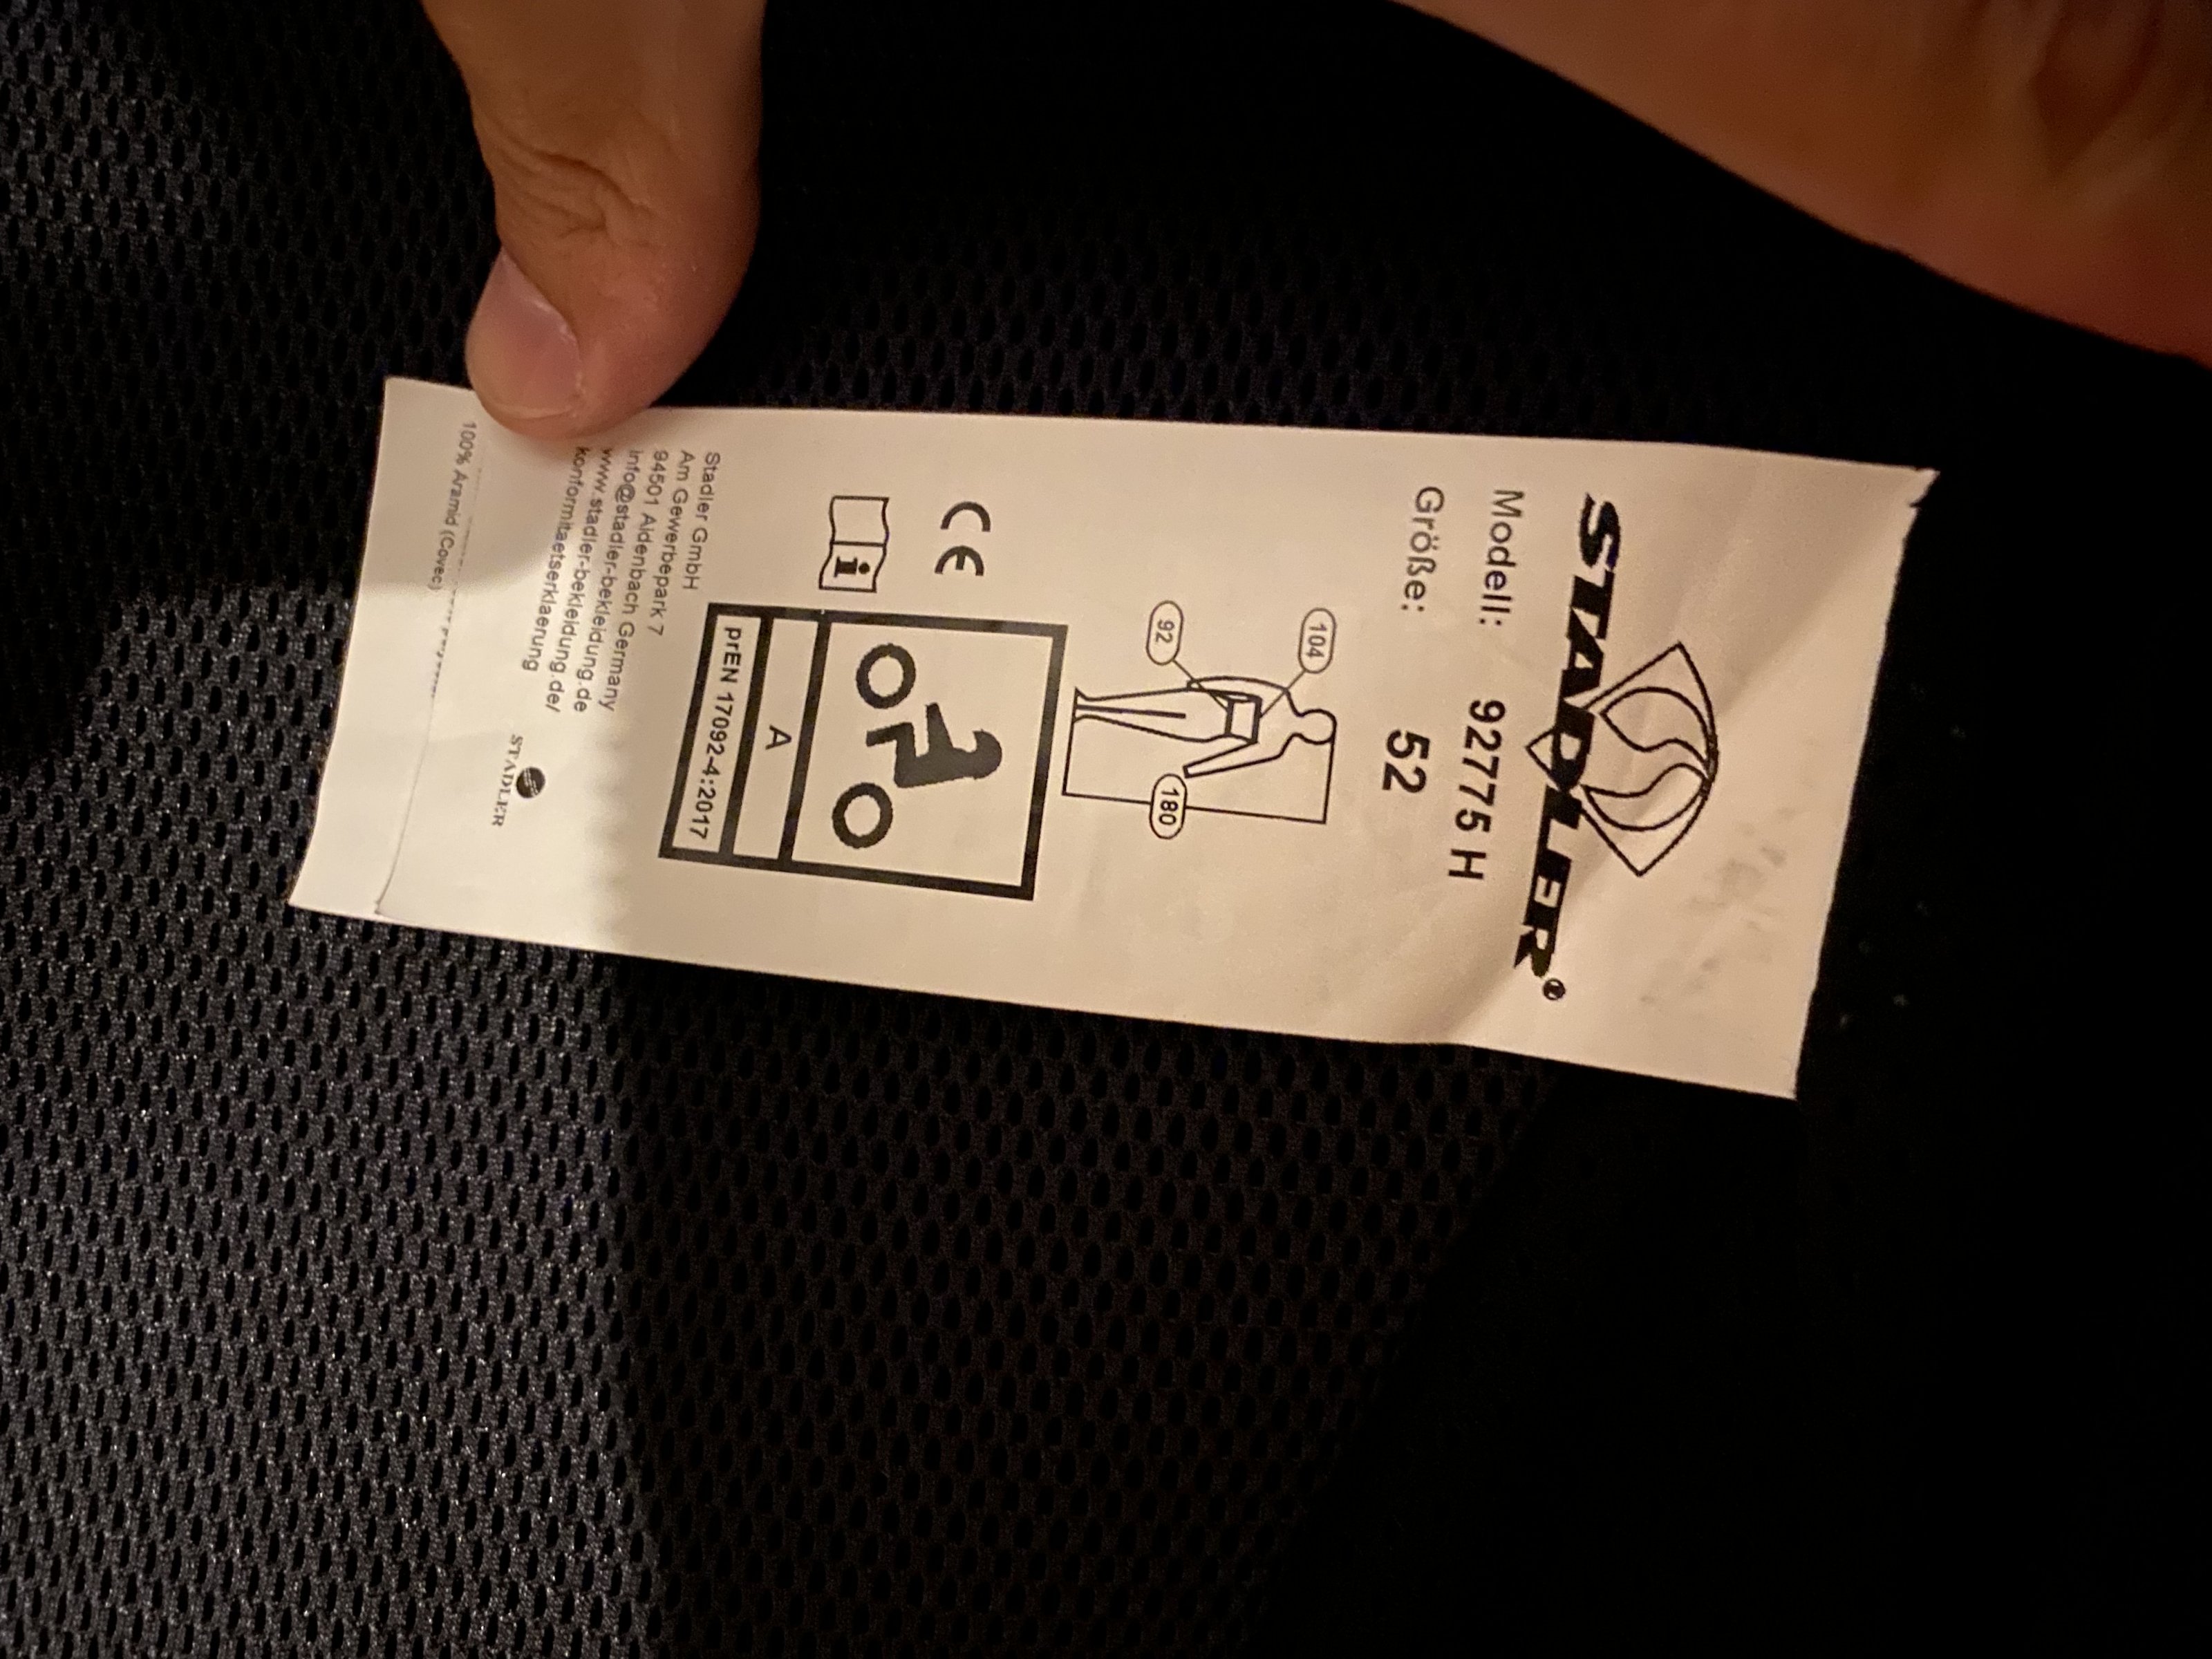 STADLER®
Modell: 92775 H
Größe: 52
104
92
180
CE
i
A
prEN 17092-4:2017
Stadler GmbH
Am Gewerbepark 7
94501 Aldenbach Germany
info@stadler-bekleidung.de
www.stadler-bekleidung.de/
konformitaetserklaerung
STADLER
100% Aramid (Covec)